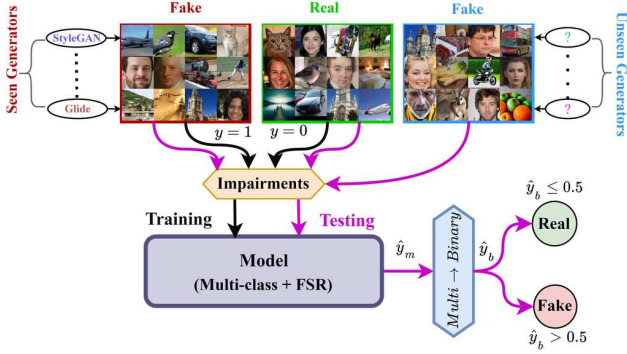 Fake
Real
Fake
Seen Generators
StyleGAN
Glide
?
?
Unseen Generators
y = 1
y = 0
Impairments
Training
Testing
Model
(Multi-class + FSR)
ŷₘ
Multi → Binary
ŷ_b
ŷ_b ≤ 0.5
Real
Fake
ŷ_b > 0.5